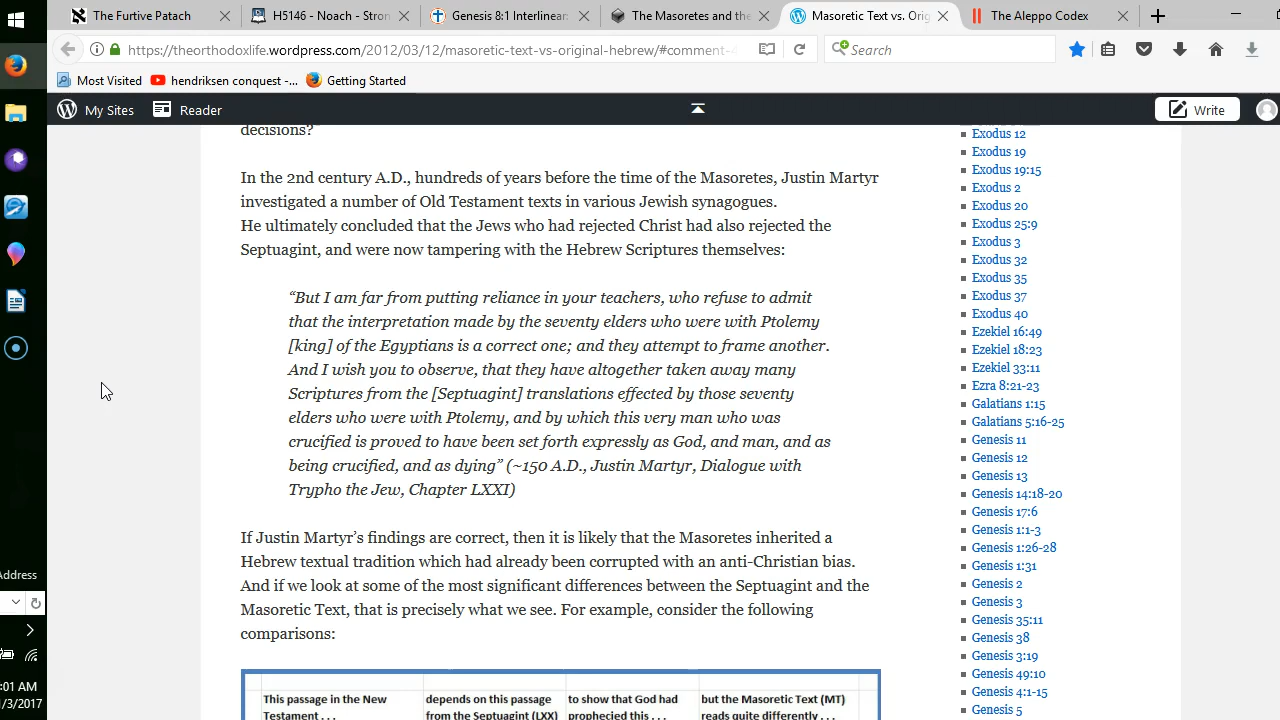 The Furtive Patach
H5146 - Noach - Stron
Genesis 8:1 Interlinear
The Masoretes and the
Masoretic Text vs. Orig
The Aleppo Codex
https://theorthodoxlife.wordpress.com/2012/03/12/masoretic-text-vs-original-hebrew/#comment-
Search
Most Visited
hendriksen conquest -...
Getting Started
My Sites
Reader
Write
decisions?
In the 2nd century A.D., hundreds of years before the time of the Masoretes, Justin Martyr
investigated a number of Old Testament texts in various Jewish synagogues.
He ultimately concluded that the Jews who had rejected Christ had also rejected the
Septuagint, and were now tampering with the Hebrew Scriptures themselves:
“But I am far from putting reliance in your teachers, who refuse to admit
that the interpretation made by the seventy elders who were with Ptolemy
[king] of the Egyptians is a correct one; and they attempt to frame another.
And I wish you to observe, that they have altogether taken away many
Scriptures from the [Septuagint] translations effected by those seventy
elders who were with Ptolemy, and by which this very man who was
crucified is proved to have been set forth expressly as God, and man, and as
being crucified, and as dying” (~150 A.D., Justin Martyr, Dialogue with
Trypho the Jew, Chapter LXXI)
If Justin Martyr’s findings are correct, then it is likely that the Masoretes inherited a
Hebrew textual tradition which had already been corrupted with an anti-Christian bias.
And if we look at some of the most significant differences between the Septuagint and the
Masoretic Text, that is precisely what we see. For example, consider the following
comparisons:
This passage in the New
Testament . . .
depends on this passage
from the Septuagint (LXX)
to show that God had
prophecied this . . .
but the Masoretic Text (MT)
reads quite differently . . .
Exodus 12
Exodus 19
Exodus 19:15
Exodus 2
Exodus 20
Exodus 25:9
Exodus 3
Exodus 32
Exodus 35
Exodus 37
Exodus 40
Ezekiel 16:49
Ezekiel 18:23
Ezekiel 33:11
Ezra 8:21-23
Galatians 1:15
Galatians 5:16-25
Genesis 11
Genesis 12
Genesis 13
Genesis 14:18-20
Genesis 17:6
Genesis 1:1-3
Genesis 1:26-28
Genesis 1:31
Genesis 2
Genesis 3
Genesis 35:11
Genesis 38
Genesis 3:19
Genesis 49:10
Genesis 4:1-15
Genesis 5
Address
:01 AM
/3/2017